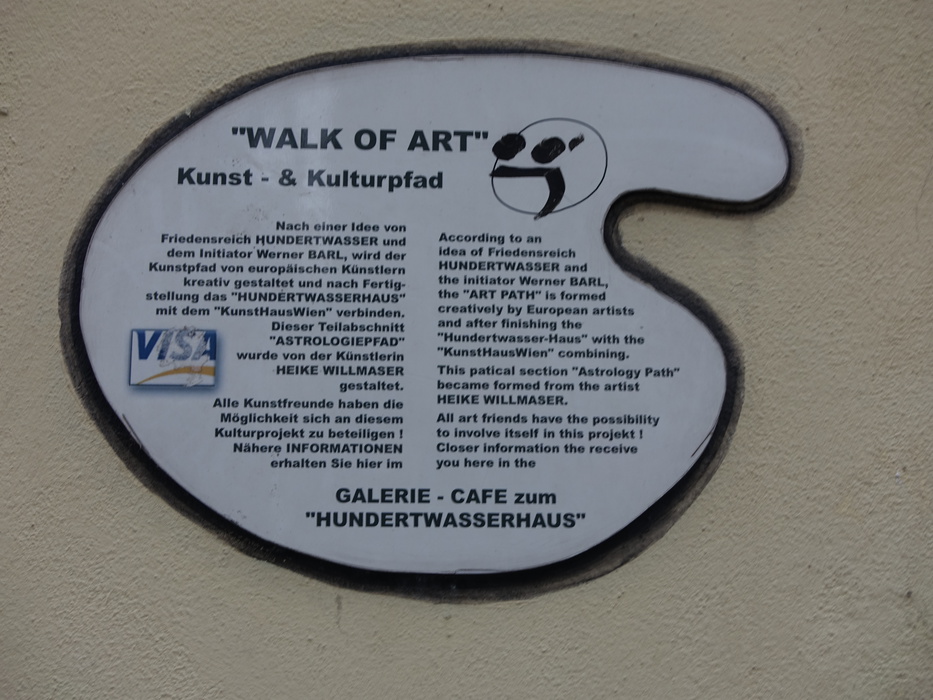 "WALK OF ART"
Kunst - & Kulturpfad
Nach einer Idee von
Friedensreich HUNDERTWASSER und
dem Initiator Werner BARL, wird der
Kunstpfad von europäischen Künstlern
kreativ gestaltet und nach Fertig-
stellung das "HUNDERTWASSERHAUS"
mit dem "KunstHausWien" verbinden.
Dieser Teilabschnitt
"ASTROLOGIEPFAD"
wurde von der Künstlerin
HEIKE WILLMASER
gestaltet.
Alle Kunstfreunde haben die
Möglichkeit sich an diesem
Kulturprojekt zu beteiligen !
Nähere INFORMATIONEN
erhalten Sie hier im
VISA
According to an
idea of Friedensreich
HUNDERTWASSER and
the initiator Werner BARL,
the "ART PATH" is formed
creatively by European artists
and after finishing the
"Hundertwasser-Haus" with the
"KunstHausWien" combining.
This patical section "Astrology Path"
became formed from the artist
HEIKE WILLMASER.
All art friends have the possibility
to involve itself in this projekt !
Closer information the receive
you here in the
GALERIE - CAFE zum
"HUNDERTWASSERHAUS"